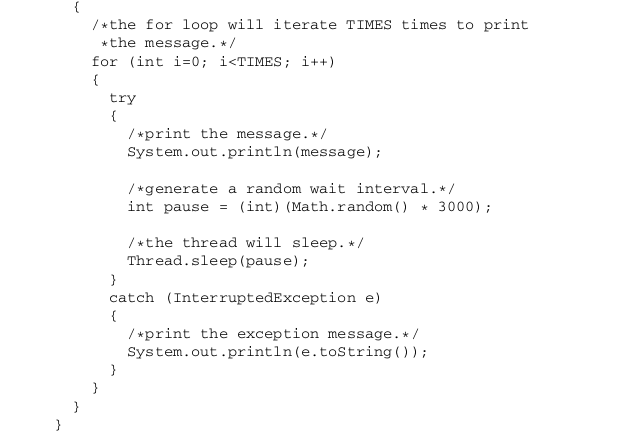 {
/*the for loop will iterate TIMES times to print
*the message.*/
for (int i=0; i<TIMES; i++)
{
try
{
/*print the message.*/
System.out.println(message);
/*generate a random wait interval.*/
int pause = (int)(Math.random() * 3000);
/*the thread will sleep.*/
Thread.sleep(pause);
}
catch (InterruptedException e)
{
/*print the exception message.*/
System.out.println(e.toString());
}
}
}
}